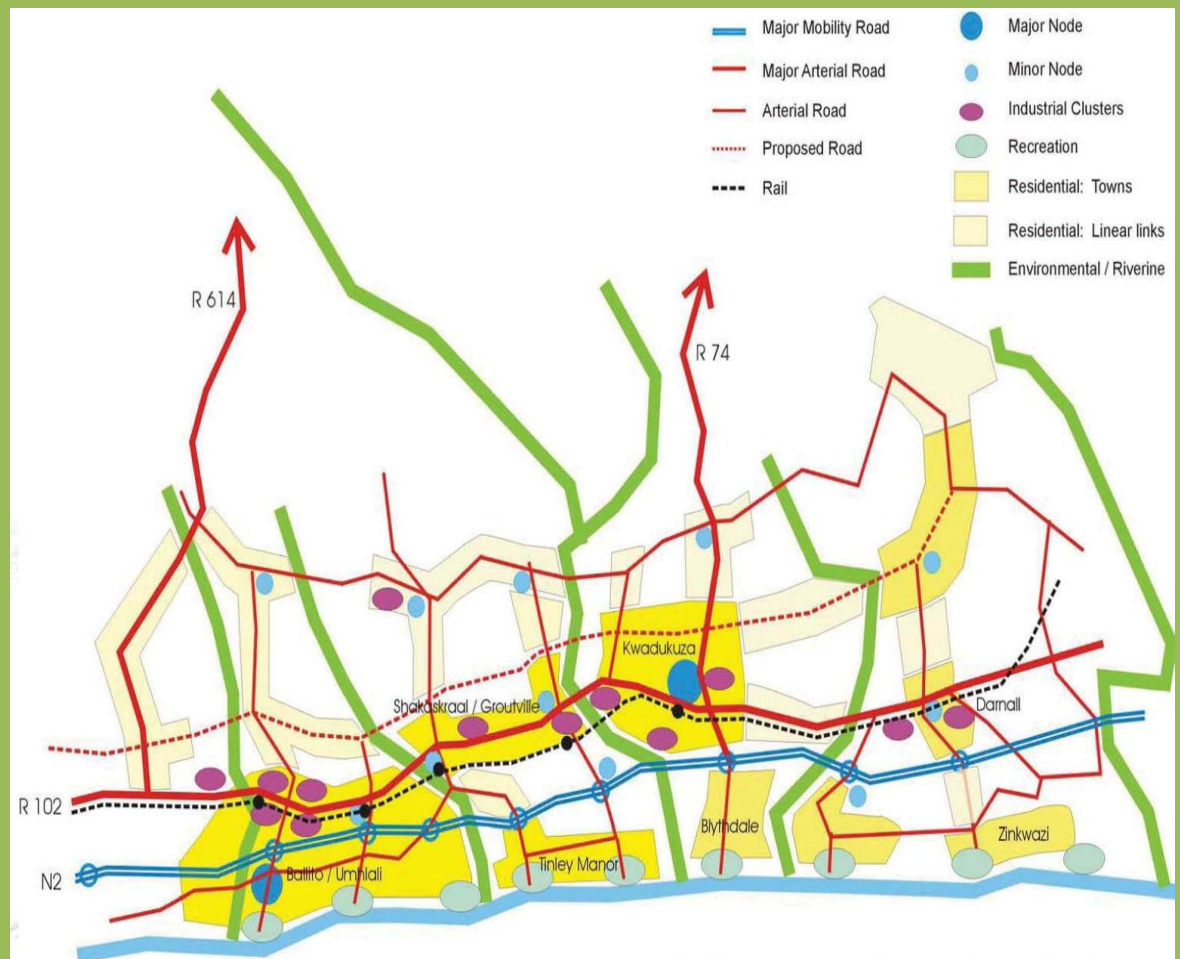 Major Mobility Road
Major Arterial Road
Arterial Road
Proposed Road
Rail
Major Node
Minor Node
Industrial Clusters
Recreation
Residential: Towns
Residential: Linear links
Environmental / Riverine
R 614
R 74
Kwadukuza
Shakaskraal / Groutville
Darnall
R 102
Blythdale
Zinkwazi
Tinley Manor
Ballito / Umhlali
N2